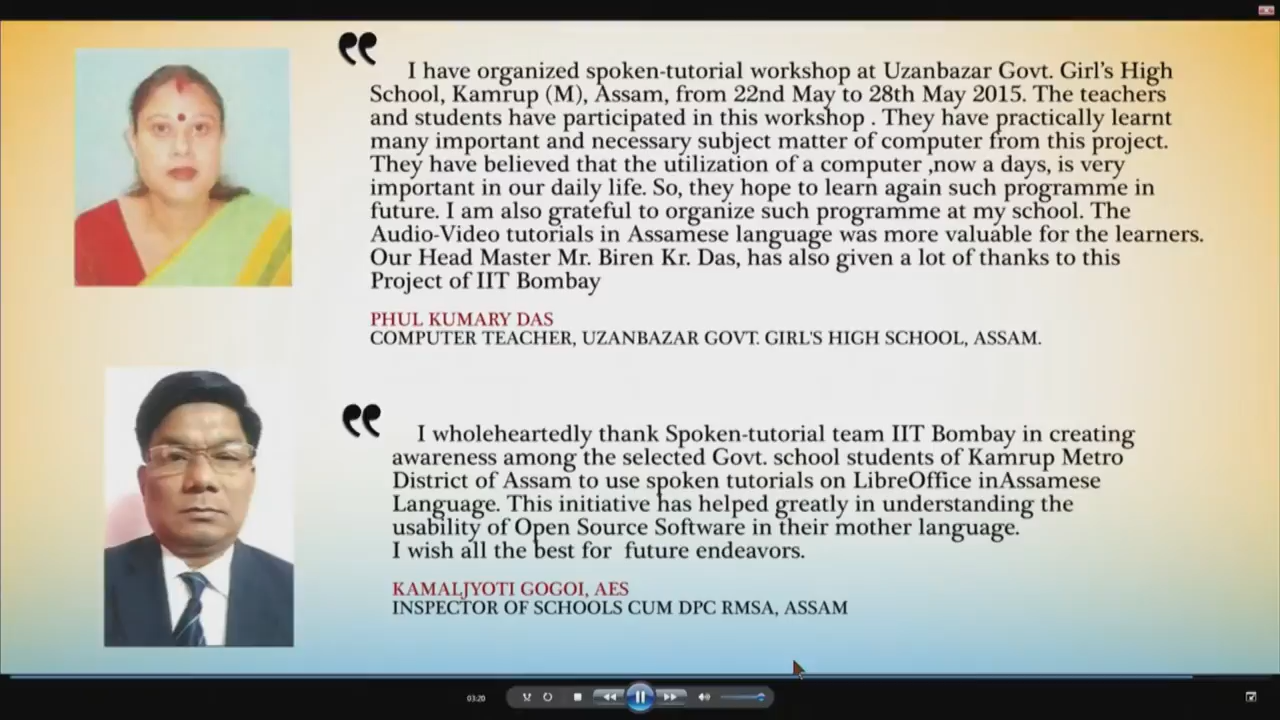 I have organized spoken-tutorial workshop at Uzanbazar Govt. Girl's High
School, Kamrup (M), Assam, from 22nd May to 28th May 2015. The teachers
and students have participated in this workshop . They have practically learnt
many important and necessary subject matter of computer from this project.
They have believed that the utilization of a computer ,now a days, is very
important in our daily life. So, they hope to learn again such programme in
future. I am also grateful to organize such programme at my school. The
Audio-Video tutorials in Assamese language was more valuable for the learners.
Our Head Master Mr. Biren Kr. Das, has also given a lot of thanks to this
Project of IIT Bombay
PHUL KUMARY DAS
COMPUTER TEACHER, UZANBAZAR GOVT. GIRL'S HIGH SCHOOL, ASSAM.
I wholeheartedly thank Spoken-tutorial team IIT Bombay in creating
awareness among the selected Govt. school students of Kamrup Metro
District of Assam to use spoken tutorials on LibreOffice inAssamese
Language. This initiative has helped greatly in understanding the
usability of Open Source Software in their mother language.
I wish all the best for  future endeavors.
KAMALJYOTI GOGOI, AES
INSPECTOR OF SCHOOLS CUM DPC RMSA, ASSAM
03:20